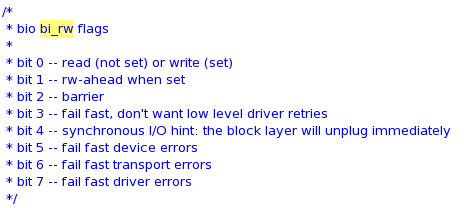 /*
* bio bi_rw flags
*
* bit 0 -- read (not set) or write (set)
* bit 1 -- rw-ahead when set
* bit 2 -- barrier
* bit 3 -- fail fast, don't want low level driver retries
* bit 4 -- synchronous I/O hint: the block layer will unplug immediately
* bit 5 -- fail fast device errors
* bit 6 -- fail fast transport errors
* bit 7 -- fail fast driver errors
*/